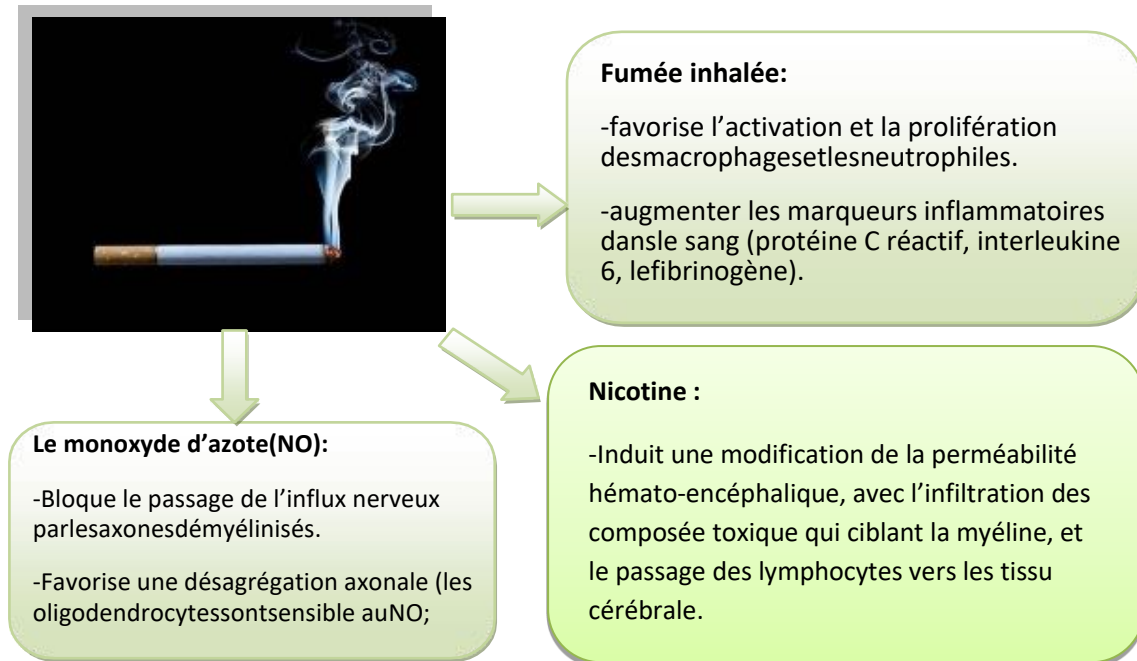 Fumée inhalée:
-favorise l’activation et la prolifération
desmacrophagesetlesneutrophiles.
-augmenter les marqueurs inflammatoires
dansle sang (protéine C réactif, interleukine
6, lefibrinogène).
Nicotine :
-Induit une modification de la perméabilité
hémato-encéphalique, avec l’infiltration des
composée toxique qui ciblant la myéline, et
le passage des lymphocytes vers les tissu
cérébrale.
Le monoxyde d’azote(NO):
-Bloque le passage de l’influx nerveux
parlesaxonesdémyélinisés.
-Favorise une désagrégation axonale (les
oligodendrocytessontsensible auNO;